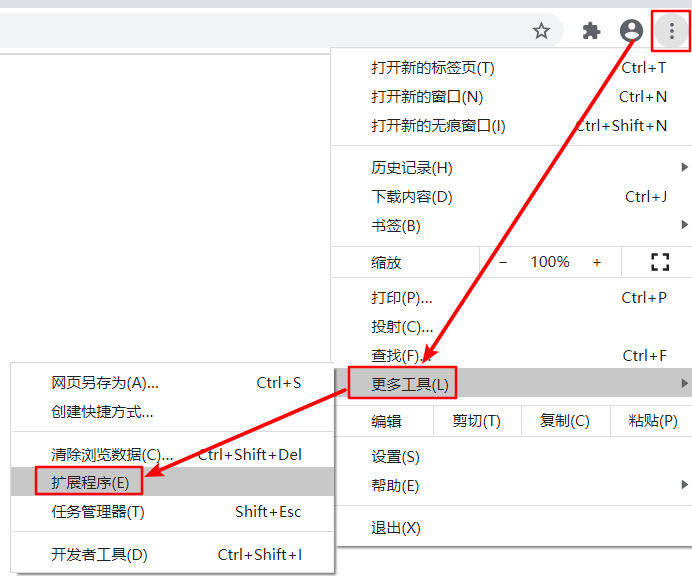 打开新的标签页(T) Ctrl+T
打开新的窗口(N) Ctrl+N
打开新的无痕窗口(I) Ctrl+Shift+N
历史记录(H)
下载内容(D) Ctrl+J
书签(B)
缩放 − 100% +
打印(P)... Ctrl+P
投射(C)...
查找(F)... Ctrl+F
更多工具(L)
编辑 剪切(T) 复制(C) 粘贴(P)
设置(S)
帮助(E)
退出(X)
网页另存为(A)... Ctrl+S
创建快捷方式...
清除浏览数据(C)... Ctrl+Shift+Del
扩展程序(E)
任务管理器(T) Shift+Esc
开发者工具(D) Ctrl+Shift+I